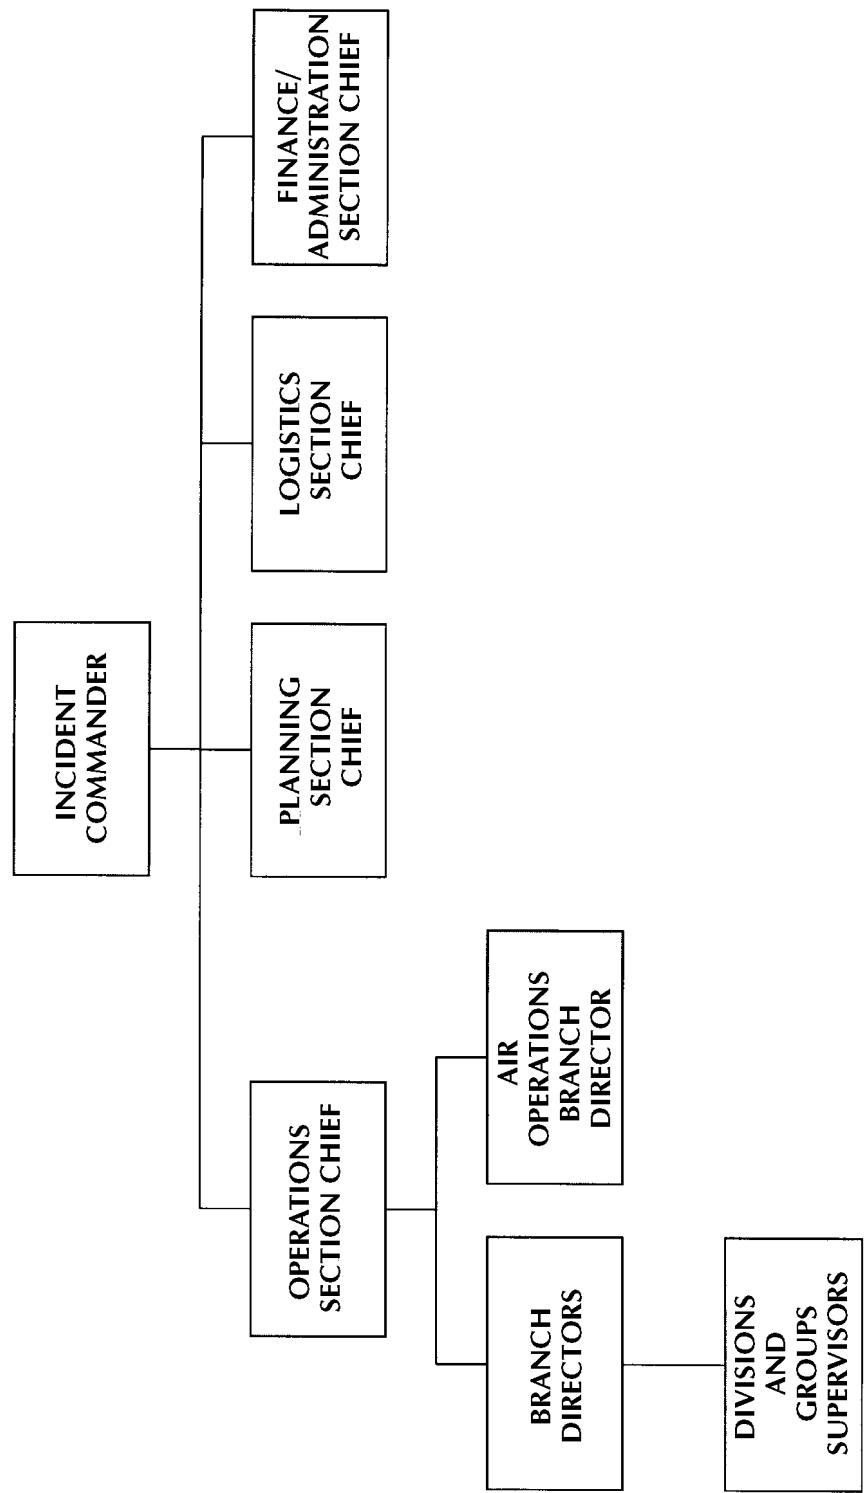 INCIDENT
COMMANDER
OPERATIONS
SECTION CHIEF
PLANNING
SECTION
CHIEF
LOGISTICS
SECTION
CHIEF
FINANCE/
ADMINISTRATION
SECTION CHIEF
BRANCH
DIRECTORS
AIR
OPERATIONS
BRANCH
DIRECTOR
DIVISIONS
AND
GROUPS
SUPERVISORS